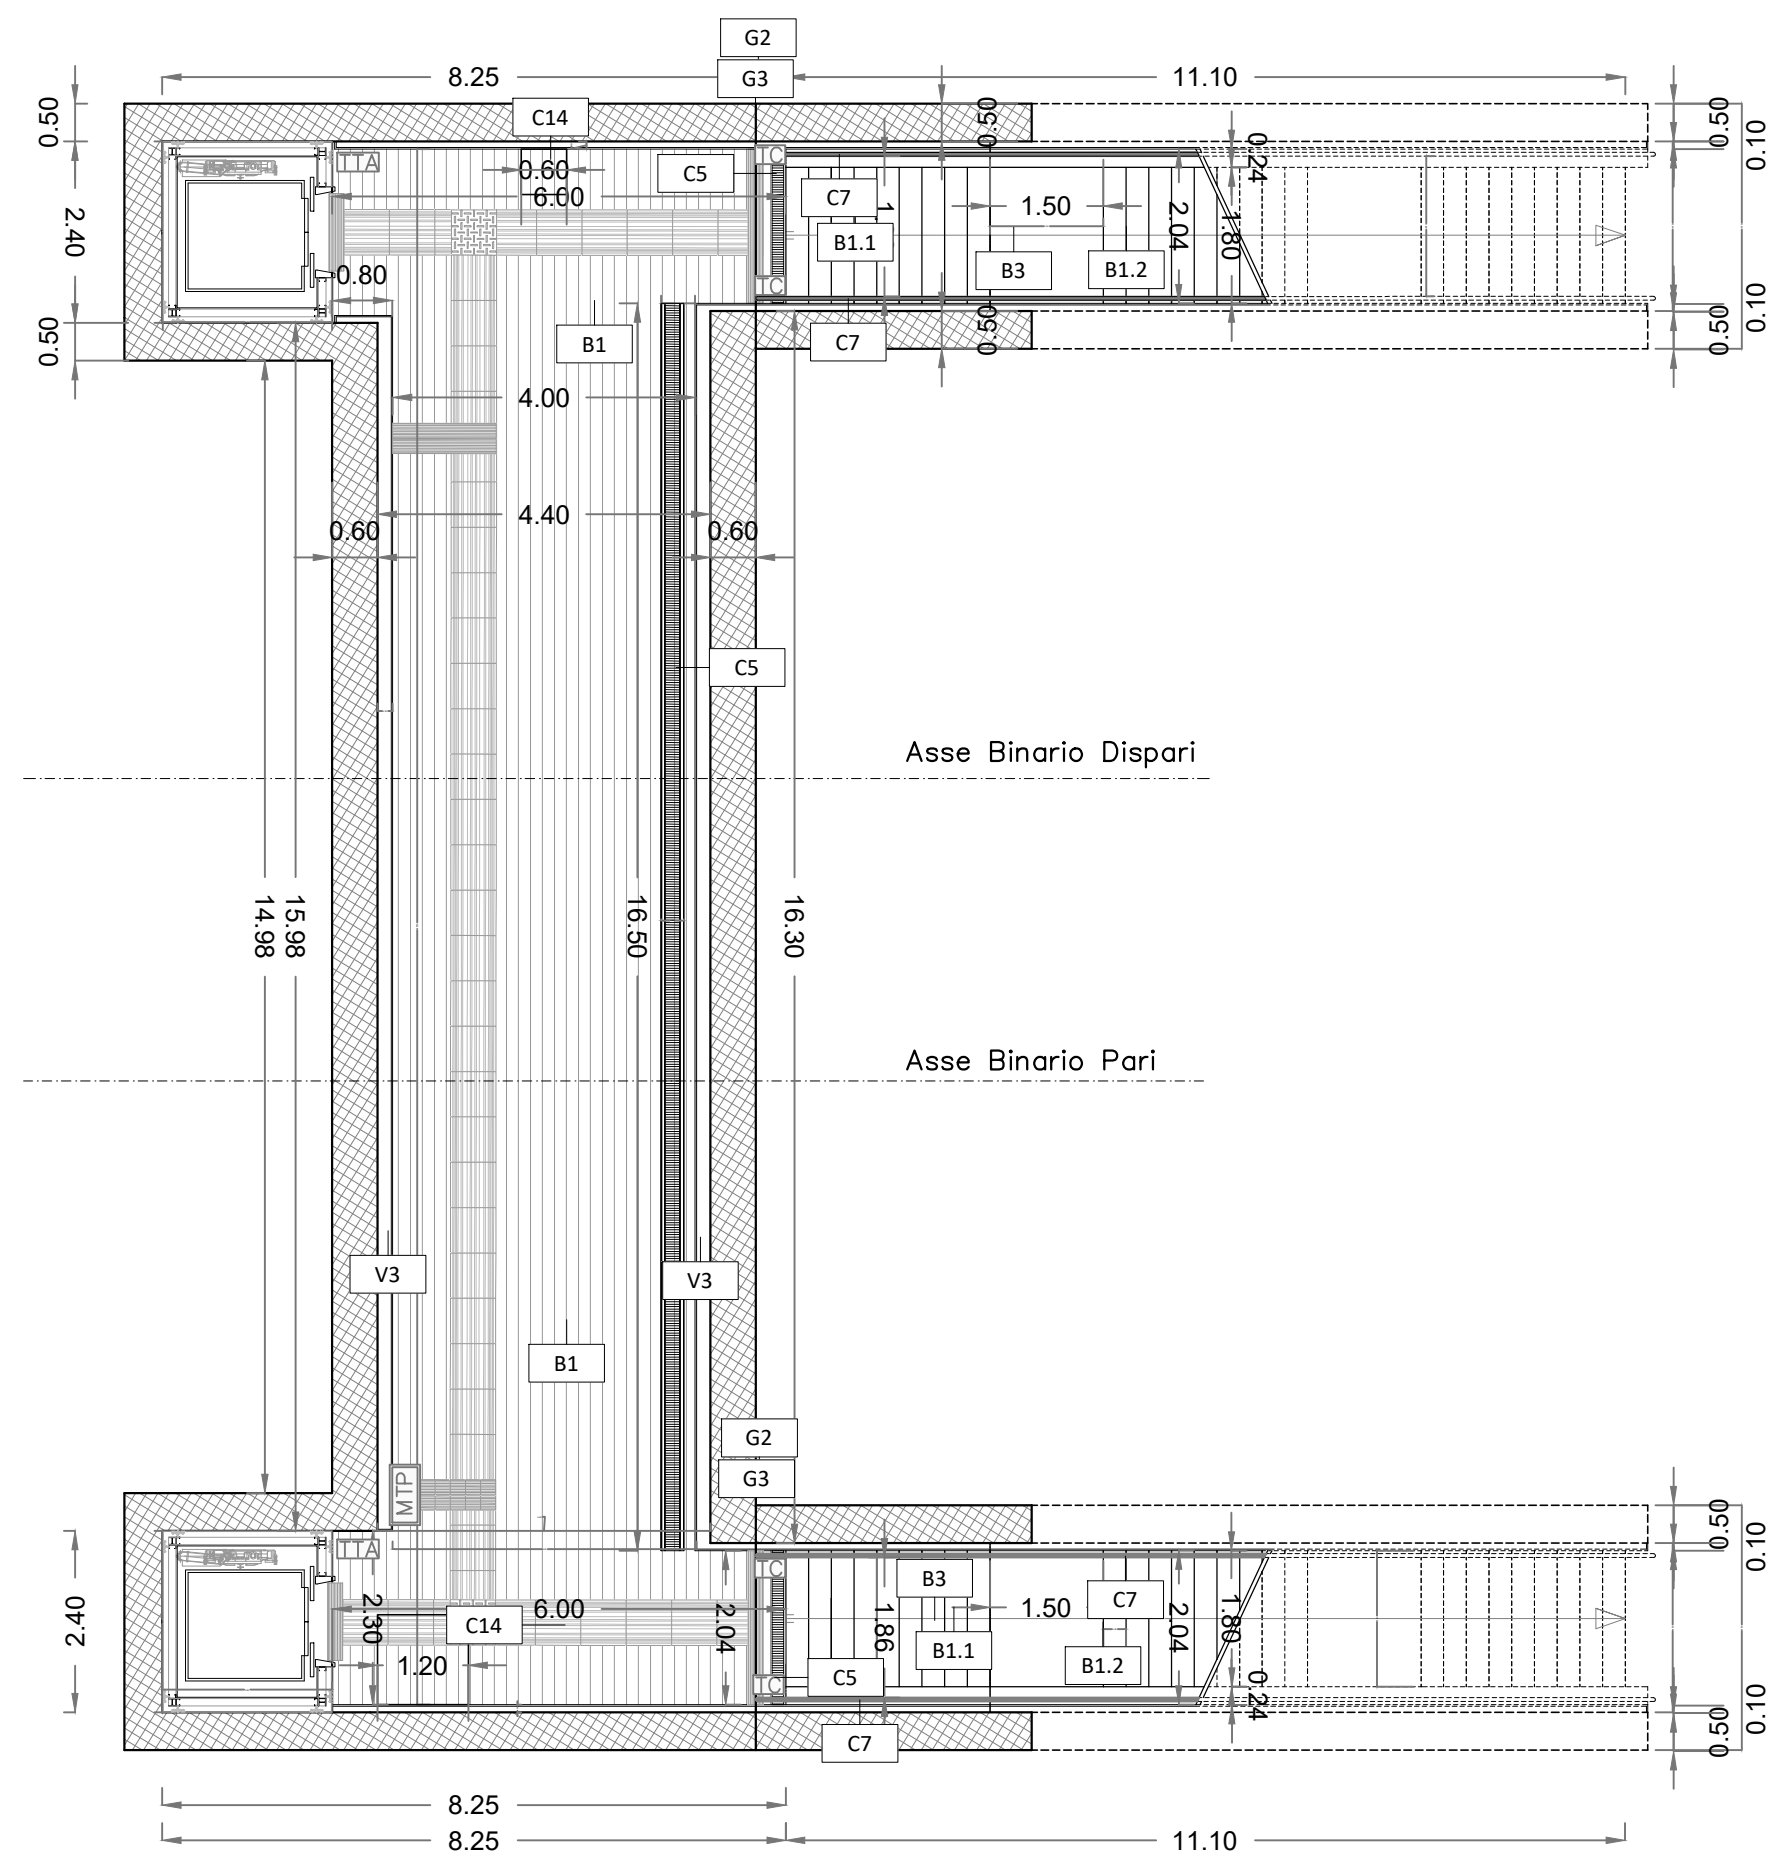 G2
8.25
G3
11.10
0.50
C14
0.50
0.50
0.10
TTA
0.60
C5
TC
0.24
6.00
C7
1
1.50
2.04
1.80
2.40
B1.1
B3
B1.2
0.80
TC
0.50
B1
C7
0.50
0.50
0.10
4.00
4.40
0.60
0.60
C5
Asse Binario Dispari
14.98
15.98
16.50
16.30
Asse Binario Pari
V3
V3
B1
G2
G3
MTP
0.50
0.10
TTA
TC
B3
C7
2.40
2.30
C14
6.00
2.04
1.86
1.50
2.04
1.80
B1.1
B1.2
1.20
TC
C5
0.24
0.50
0.10
C7
8.25
8.25
11.10